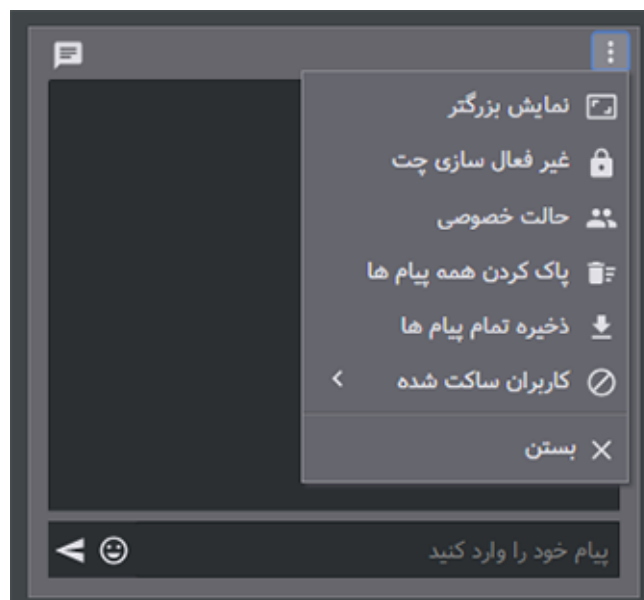 نمایش بزرگتر
غیر فعال سازی چت
حالت خصوصی
پاک کردن همه پیام ها
ذخیره تمام پیام ها
کاربران ساکت شده
بستن
پیام خود را وارد کنید